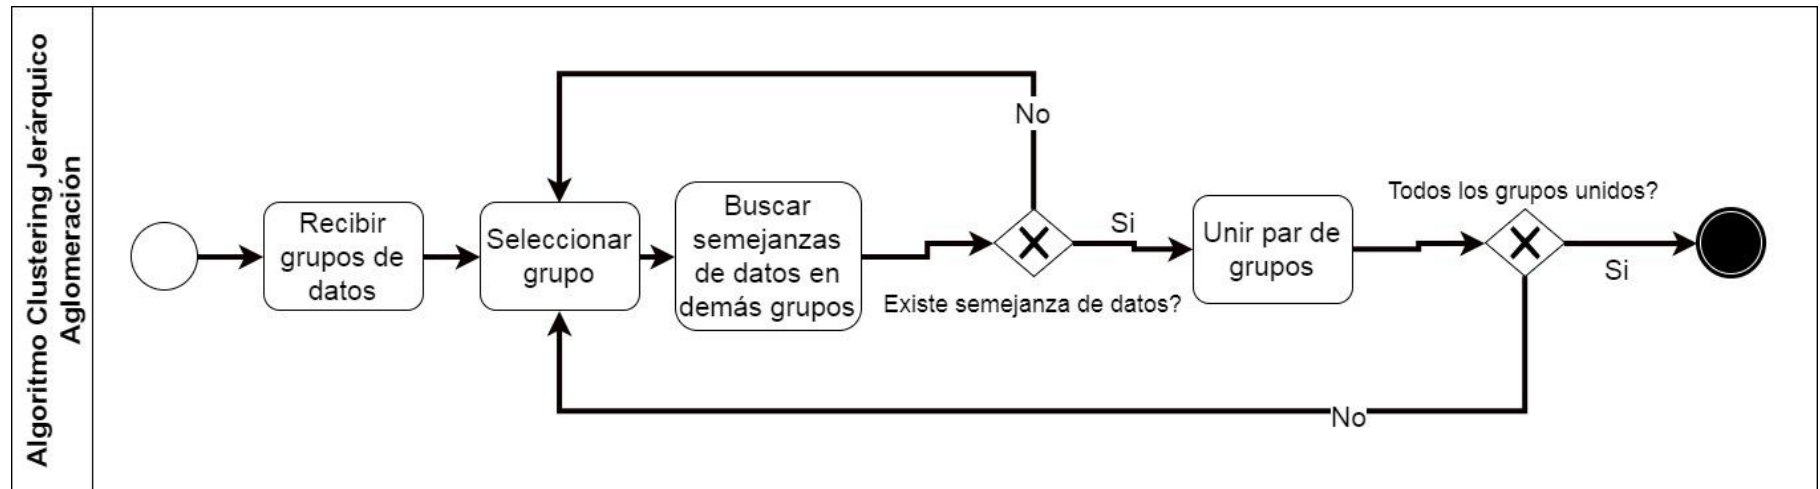 Algoritmo Clustering Jerárquico
Aglomeración
Recibir
grupos de
datos
Seleccionar
grupo
Buscar
semejanzas
de datos en
demás grupos
No
Existe semejanza de datos?
Si
Unir par de
grupos
Todos los grupos unidos?
Si
No